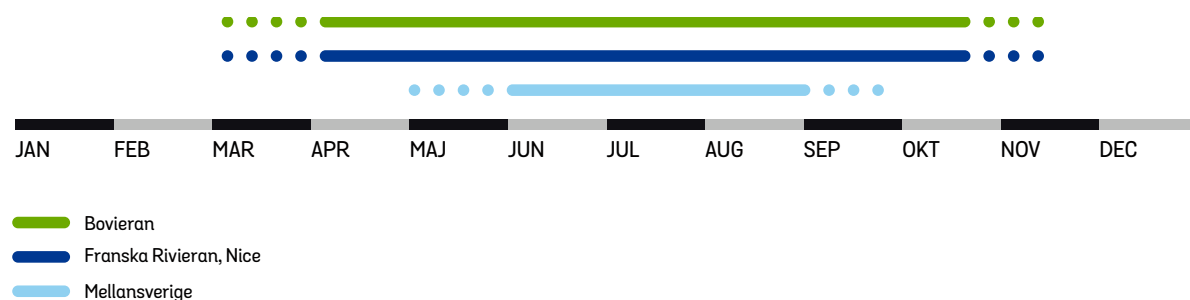 JAN FEB MAR APR MAJ JUN JUL AUG SEP OKT NOV DEC
Bovieran
Franska Rivieran, Nice
Mellansverige